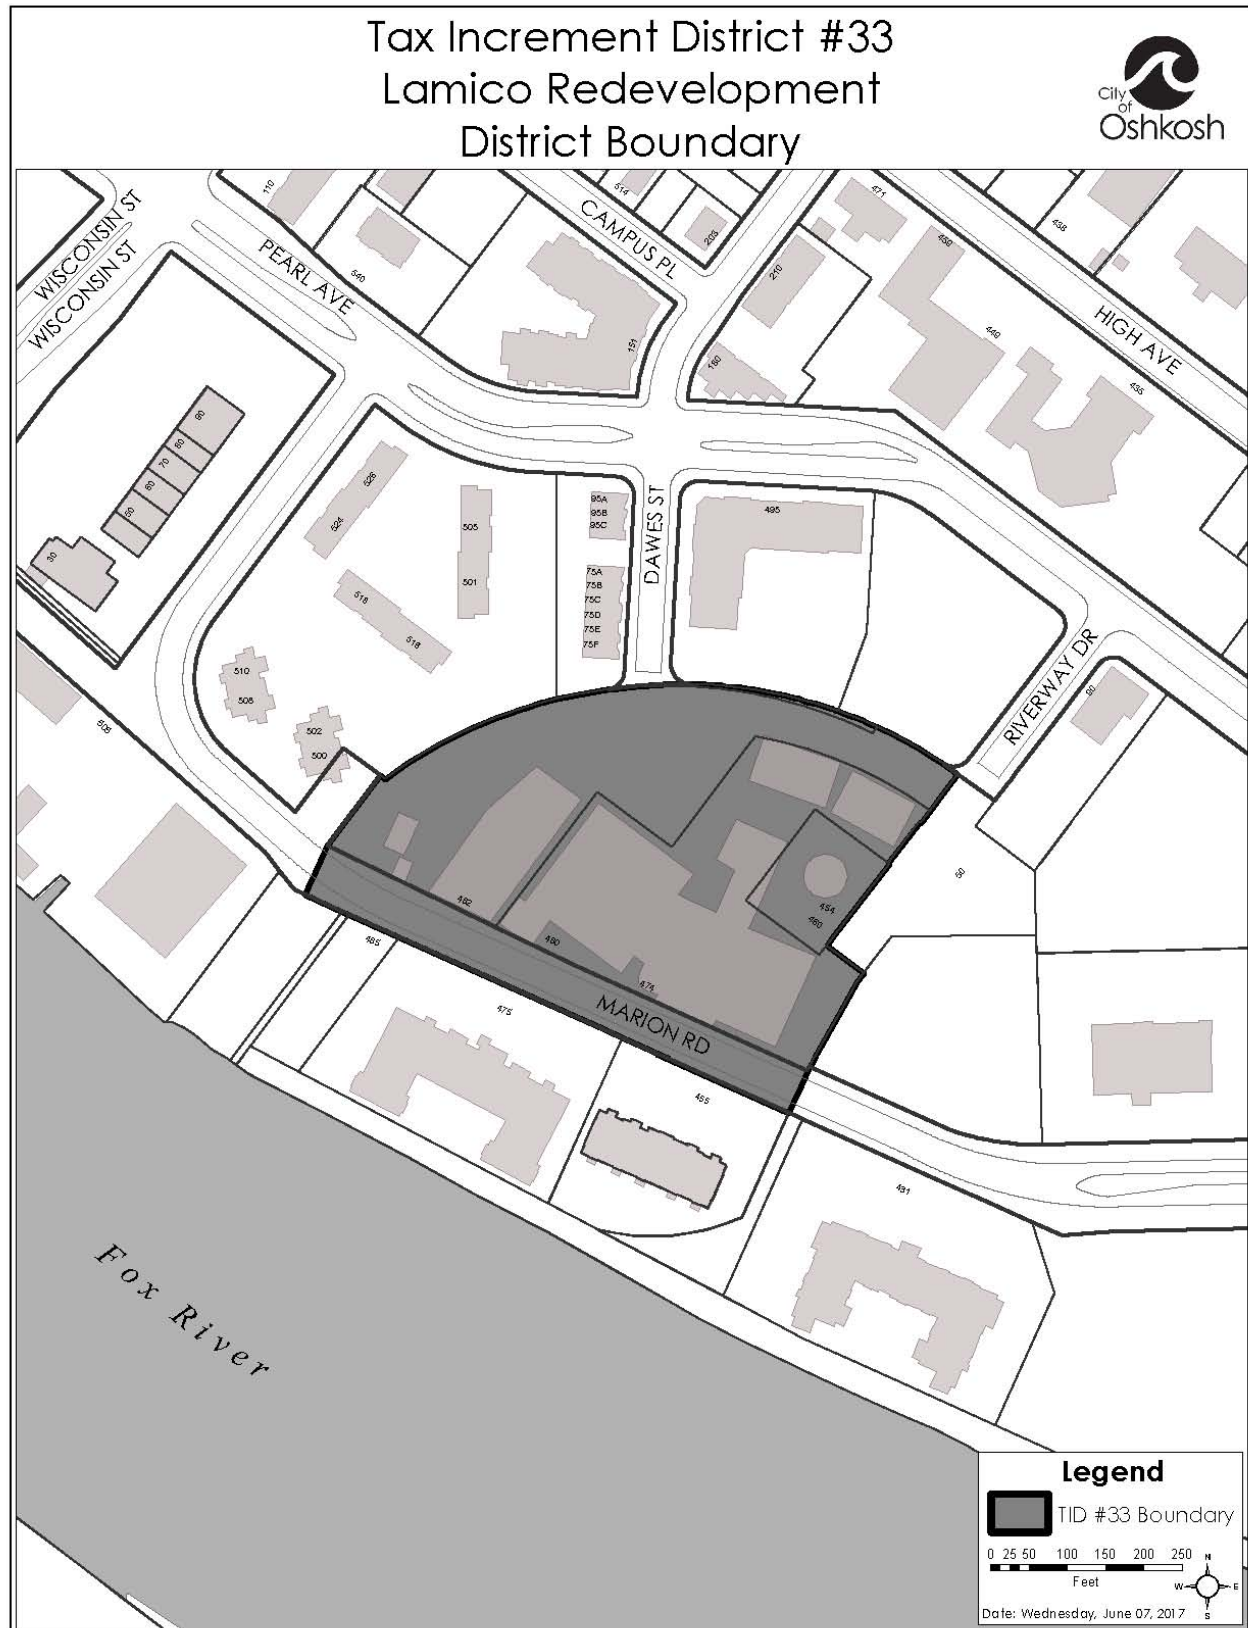 Tax Increment District #33
Lamico Redevelopment
District Boundary
City
of
Oshkosh
WISCONSIN ST
WISCONSIN ST
PEARL AVE
CAMPUS PL
HIGH AVE
110
540
514
203
471
450
438
210
440
435
151
180
90
80
70
60
50
30
526
524
505
501
518
516
95A
95B
95C
75A
75B
75C
75D
75E
75F
DAWES ST
495
RIVERWAY DR
90
510
508
502
500
505
50
482
480
474
454
460
MARION RD
485
475
455
431
Fox River
Legend
TID #33 Boundary
0 25 50 100 150 200 250
Feet
N
W E
S
Date: Wednesday, June 07, 2017